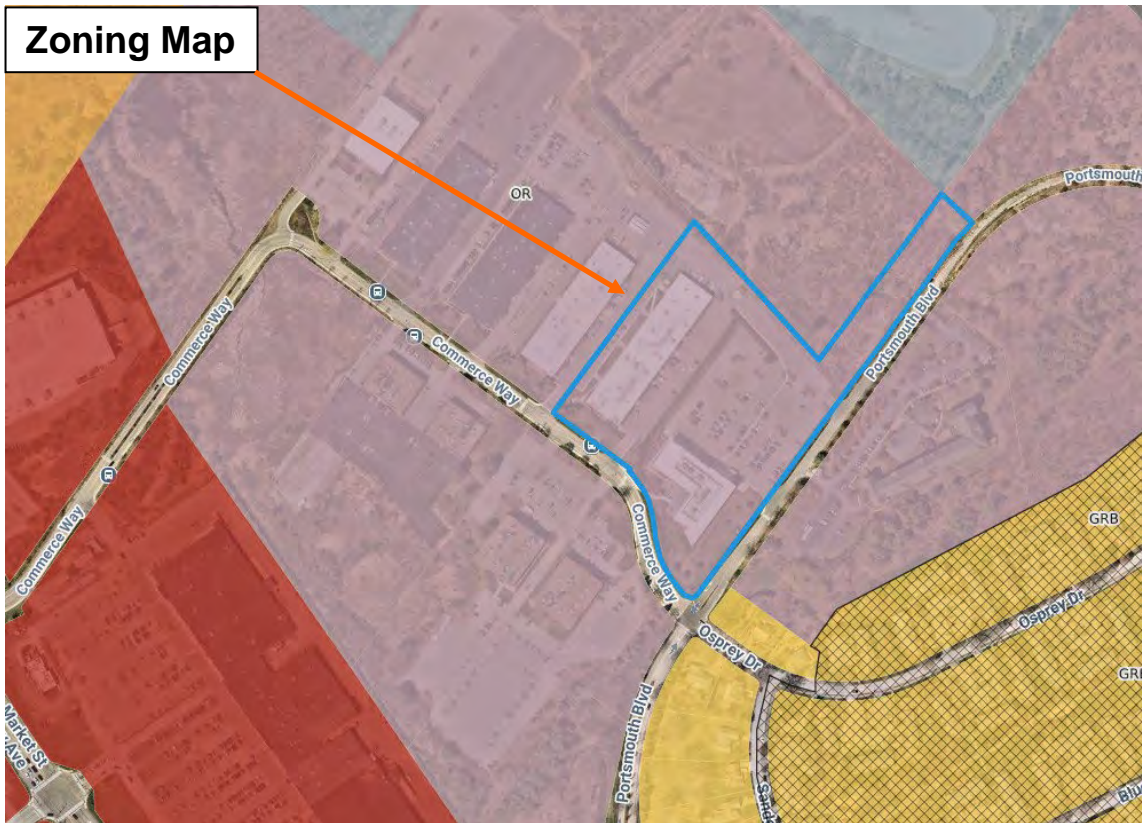 Zoning Map
OR
Portsmouth
Portsmouth Blvd
Commerce Way
Commerce Way
Commerce Way
Commerce Way
GRB
Osprey Dr
Osprey Dr
Portsmouth Blvd
Market St
Ave